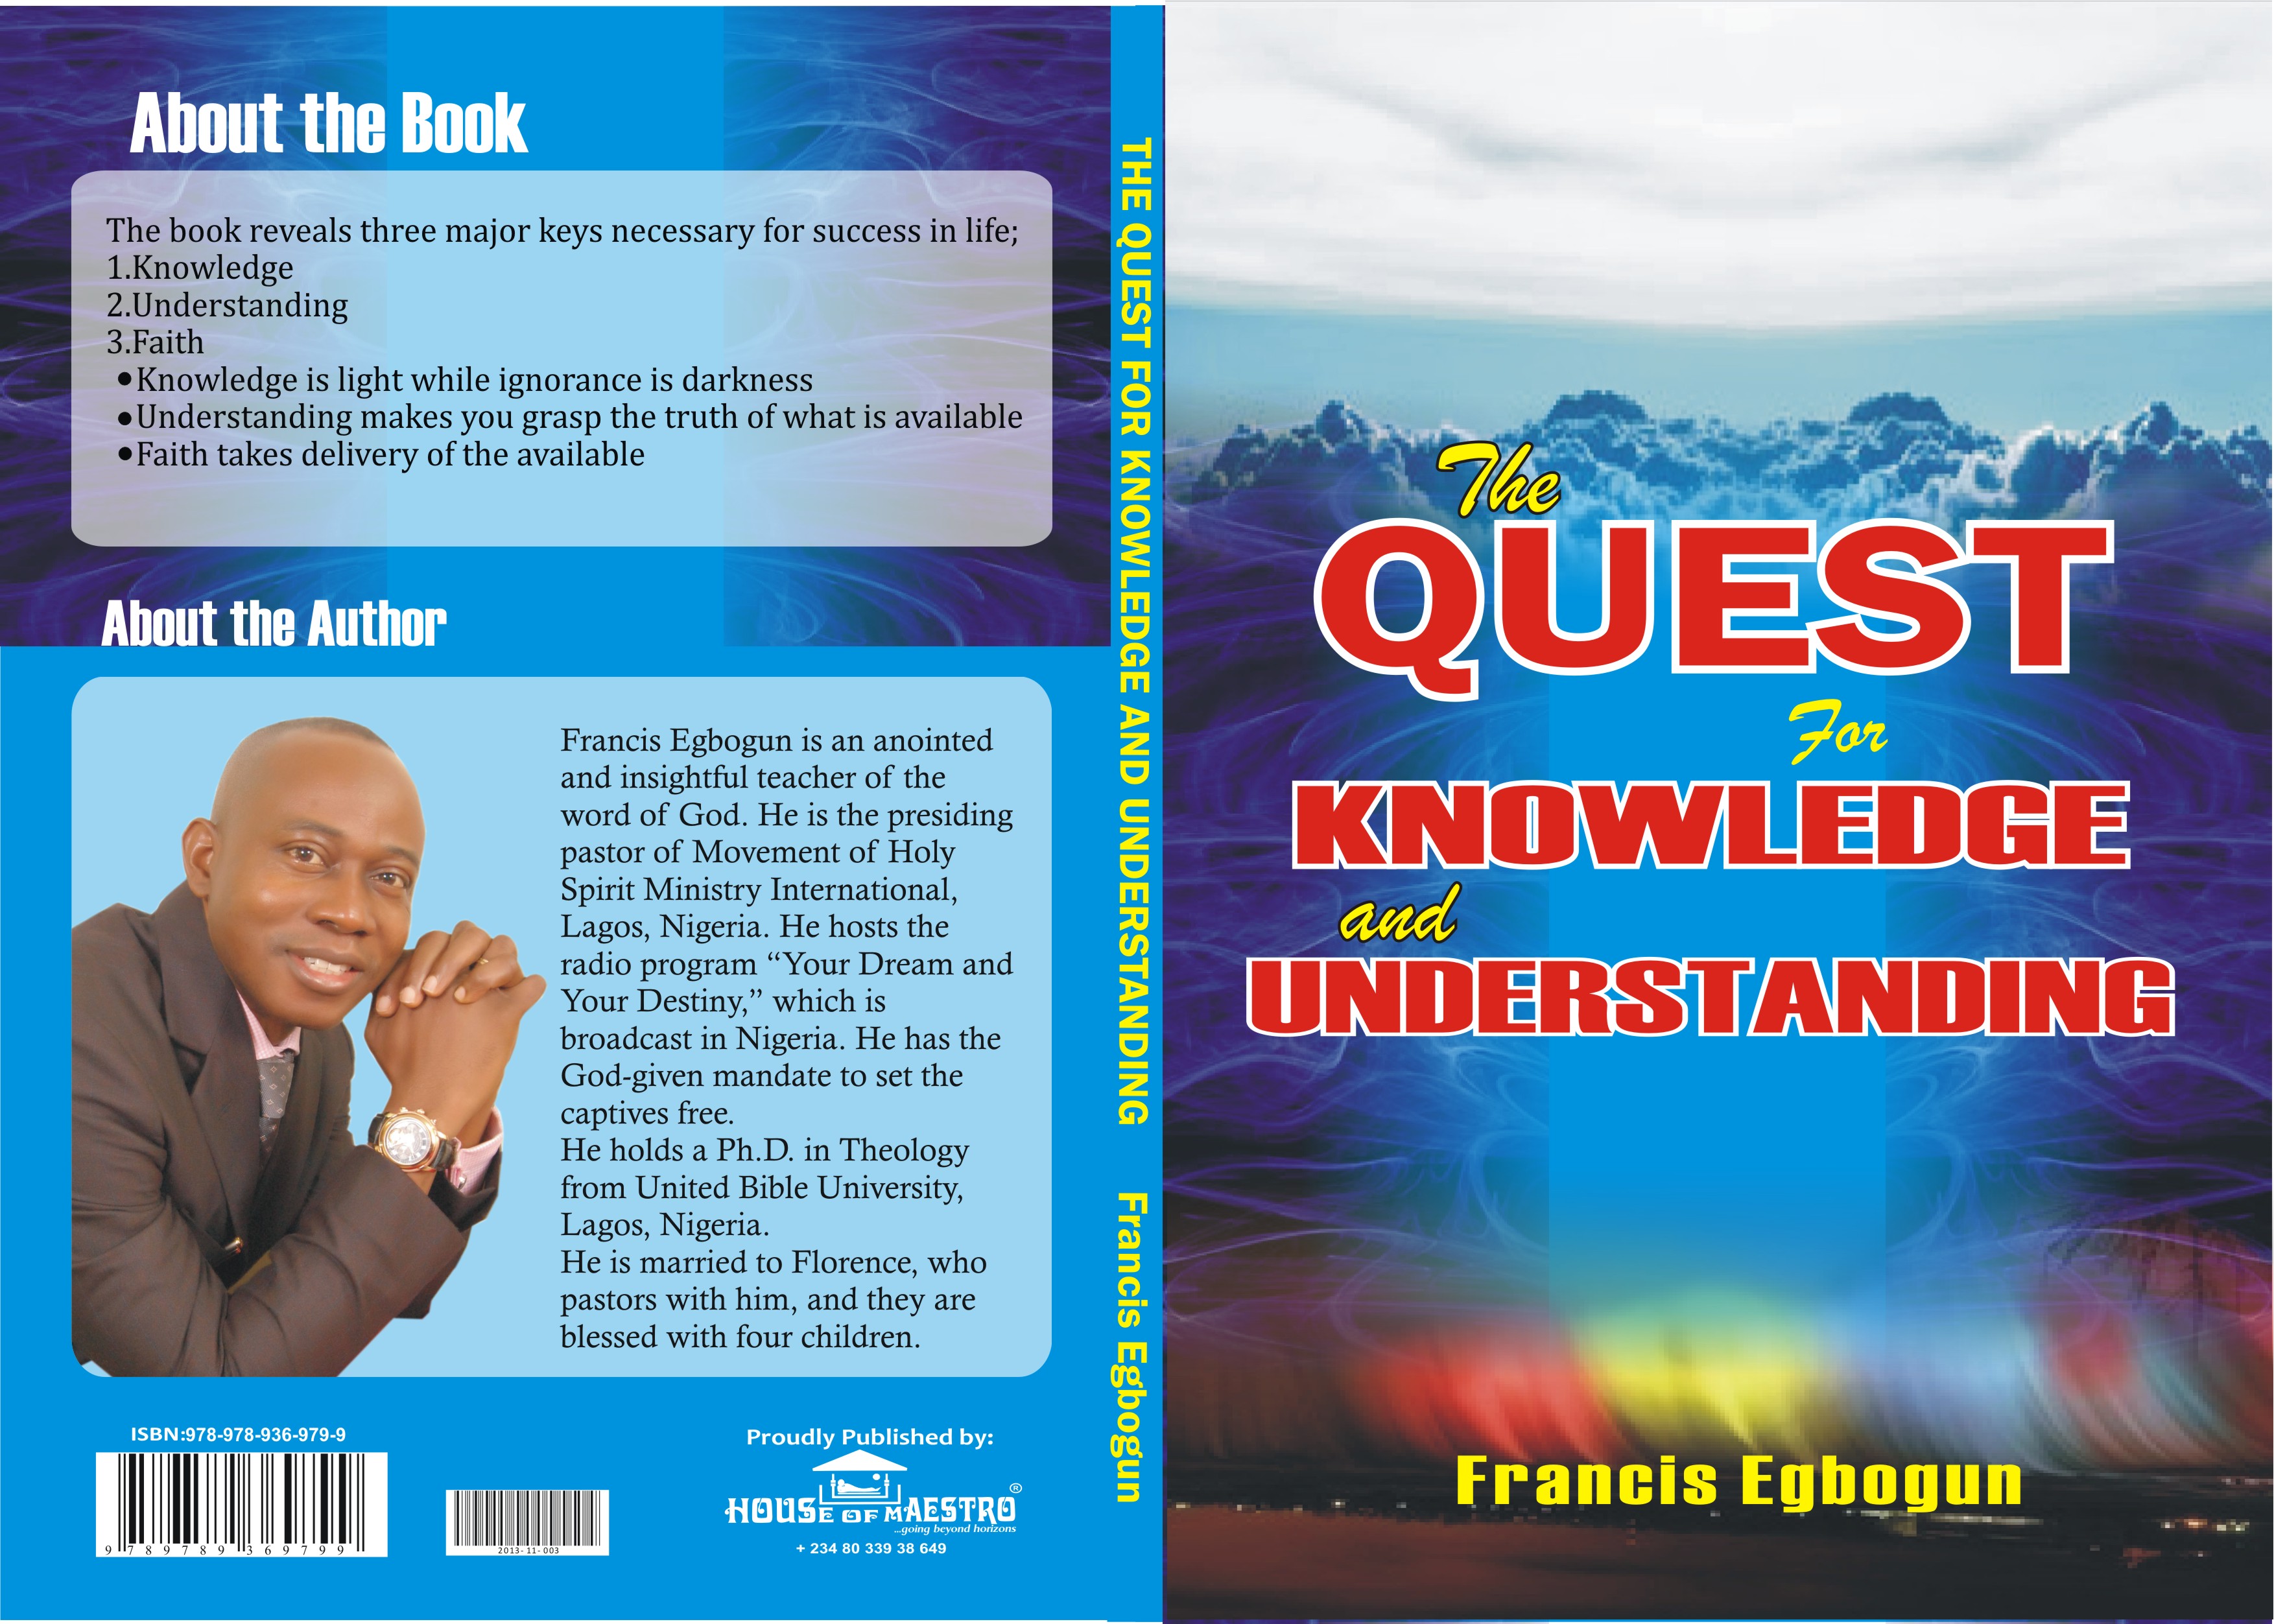 About the Book
The book reveals three major keys necessary for success in life;
1.Knowledge
2.Understanding
3.Faith
•Knowledge is light while ignorance is darkness
•Understanding makes you grasp the truth of what is available
•Faith takes delivery of the available
About the Author
Francis Egbogun is an anointed
and insightful teacher of the
word of God. He is the presiding
pastor of Movement of Holy
Spirit Ministry International,
Lagos, Nigeria. He hosts the
radio program “Your Dream and
Your Destiny,” which is
broadcast in Nigeria. He has the
God-given mandate to set the
captives free.
He holds a Ph.D. in Theology
from United Bible University,
Lagos, Nigeria.
He is married to Florence, who
pastors with him, and they are
blessed with four children.
ISBN:978-978-936-979-9
9789789369799
2013-11-003
Proudly Published by:
HOUSE OF MAESTRO®
...going beyond horizons
+ 234 80 339 38 649
THE QUEST FOR KNOWLEDGE AND UNDERSTANDING Francis Egbogun
The
QUEST
For
KNOWLEDGE
and
UNDERSTANDING
Francis Egbogun